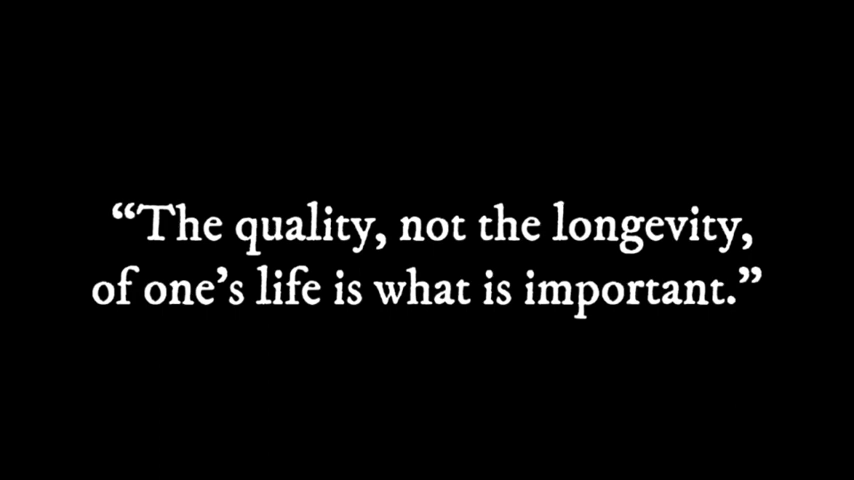 “The quality, not the longevity,
of one’s life is what is important.”